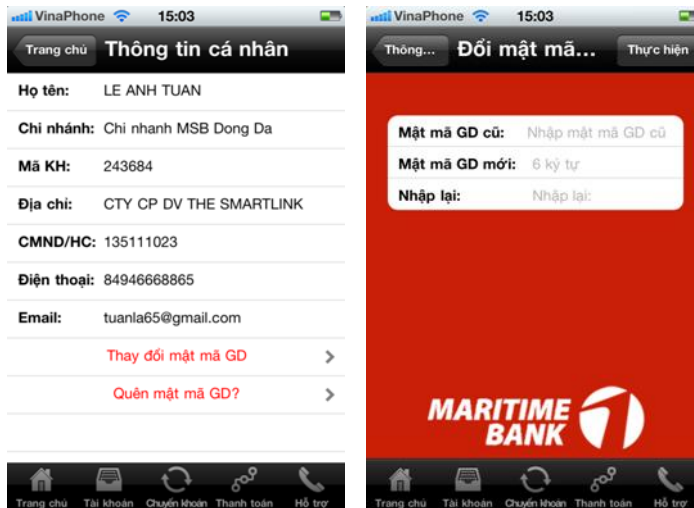 VinaPhone 15:03
Trang chủ Thông tin cá nhân
Họ tên: LE ANH TUAN
Chi nhánh: Chi nhanh MSB Dong Da
Mã KH: 243684
Địa chỉ: CTY CP DV THE SMARTLINK
CMND/HC: 135111023
Điện thoại: 84946668865
Email: tuanla65@gmail.com
Thay đổi mật mã GD
Quên mật mã GD?
Trang chủ Tài khoản Chuyển khoản Thanh toán Hỗ trợ
VinaPhone 15:03
Thông... Đổi mật mã... Thực hiện
Mật mã GD cũ: Nhập mật mã GD cũ
Mật mã GD mới: 6 ký tự
Nhập lại: Nhập lại:
MARITIME
BANK
Trang chủ Tài khoản Chuyển khoản Thanh toán Hỗ trợ